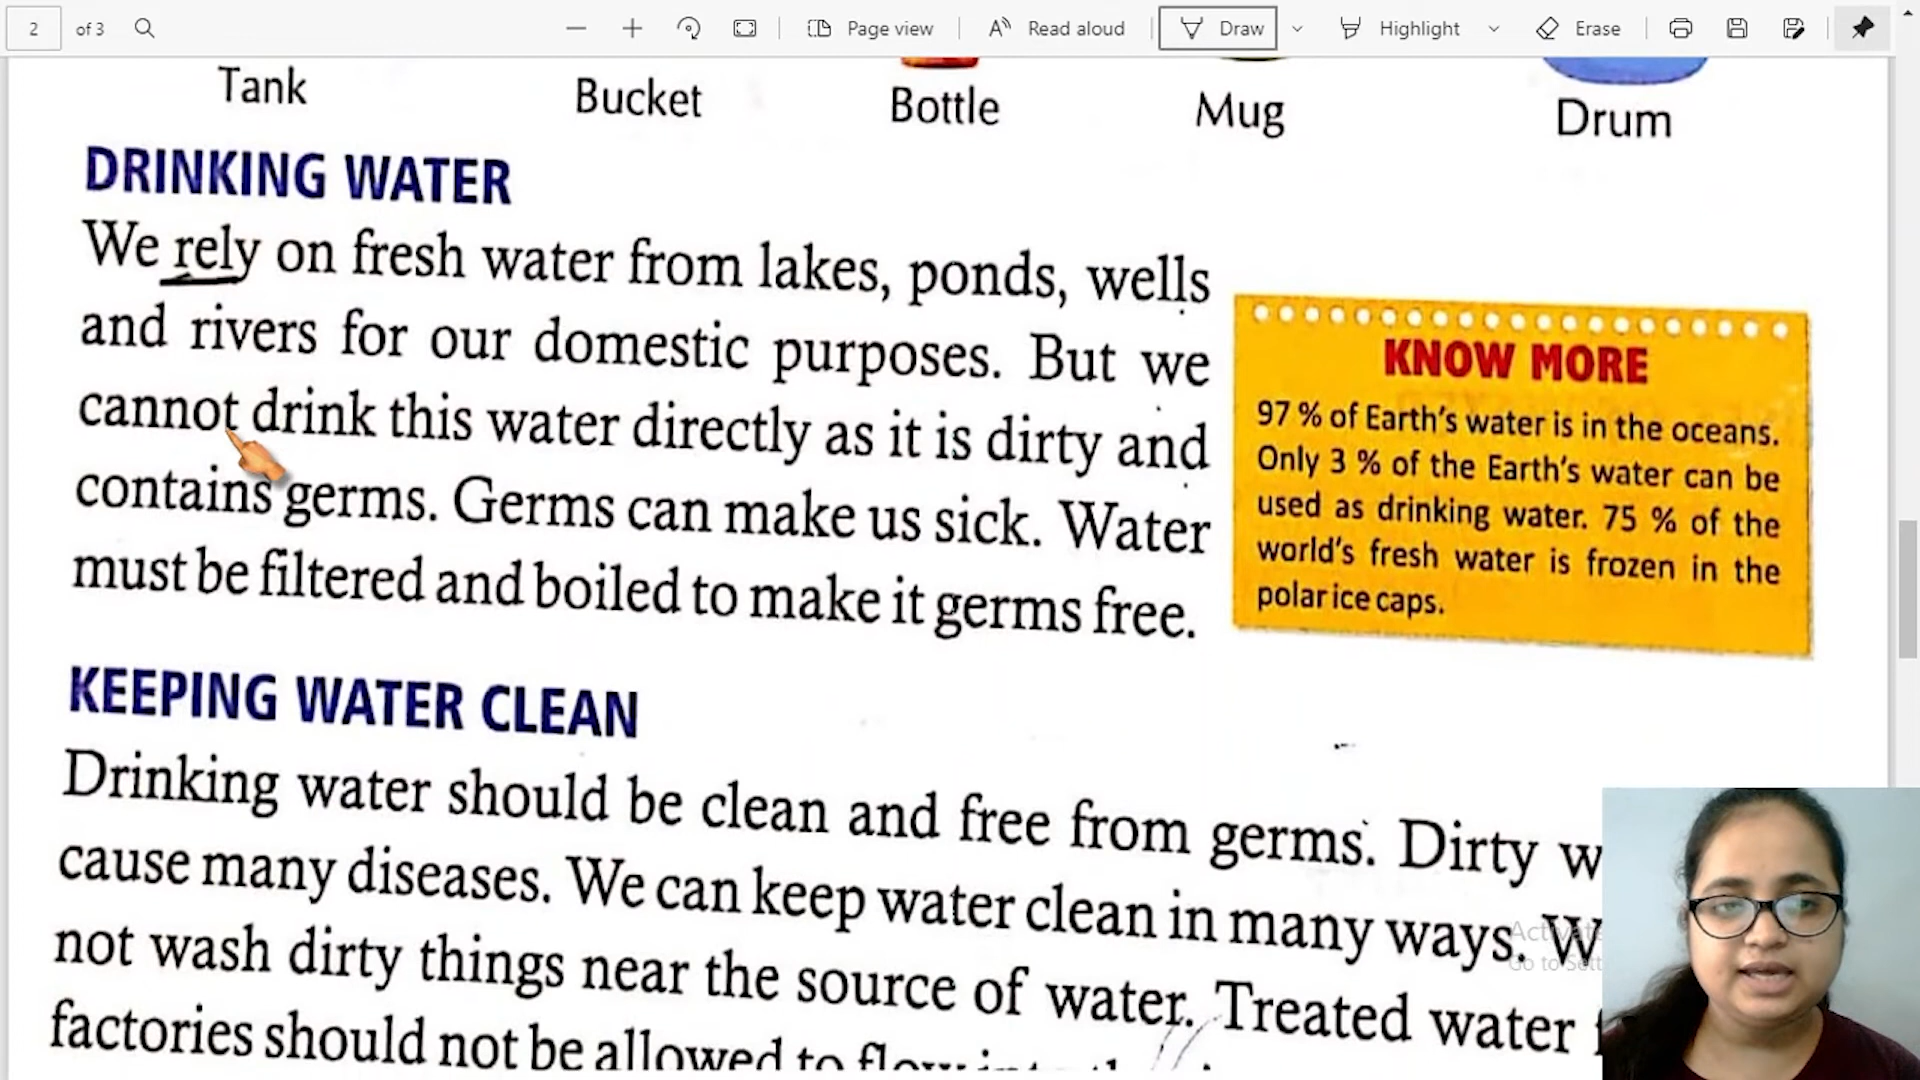 2 of 3 Page view Read aloud Draw Highlight Erase
Tank Bucket Bottle Mug Drum
DRINKING WATER
We rely on fresh water from lakes, ponds, wells
and rivers for our domestic purposes. But we
cannot drink this water directly as it is dirty and
contains germs. Germs can make us sick. Water
must be filtered and boiled to make it germs free.
KNOW MORE
97 % of Earth's water is in the oceans.
Only 3 % of the Earth's water can be
used as drinking water. 75 % of the
world's fresh water is frozen in the
polar ice caps.
KEEPING WATER CLEAN
Drinking water should be clean and free from germs. Dirty w
cause many diseases. We can keep water clean in many ways. W
not wash dirty things near the source of water. Treated water
factories should not be allowed to flow
Activate
Go to Sett